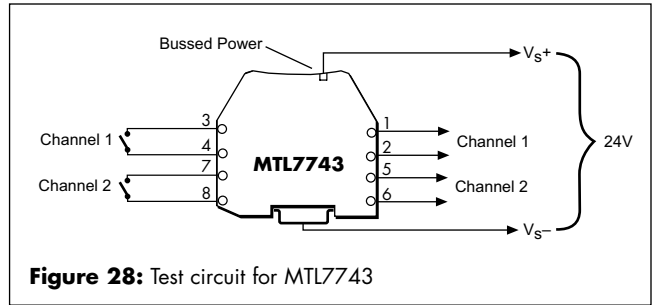 Bussed Power
Vs+
3
1
Channel 1
Channel 1
4
2
24V
MTL7743
7
5
Channel 2
Channel 2
8
6
Vs–
Figure 28: Test circuit for MTL7743